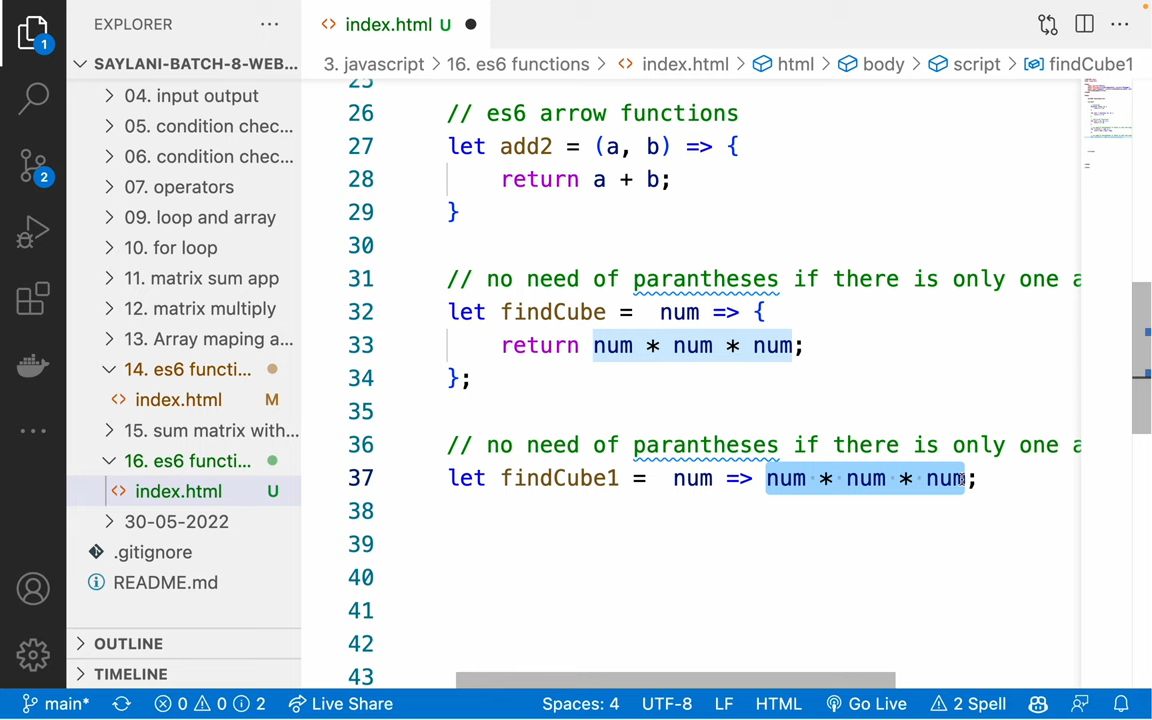 EXPLORER
index.html U
SAYLANI-BATCH-8-WEB...
3. javascript > 16. es6 functions > index.html > html > body > script > findCube1
04. input output
05. condition chec...
06. condition chec...
07. operators
09. loop and array
10. for loop
11. matrix sum app
12. matrix multiply
13. Array maping a...
14. es6 functi...
index.html M
15. sum matrix with...
16. es6 functi...
index.html U
30-05-2022
.gitignore
README.md
OUTLINE
TIMELINE
1
2
25
26 // es6 arrow functions
27 let add2 = (a, b) => {
28 return a + b;
29 }
30
31 // no need of parantheses if there is only one a
32 let findCube =  num => {
33 return num * num * num;
34 };
35
36 // no need of parantheses if there is only one a
37 let findCube1 =  num => num * num * num;
38
39
40
41
42
43
main* 0 0 2 Live Share Spaces: 4 UTF-8 LF HTML Go Live 2 Spell